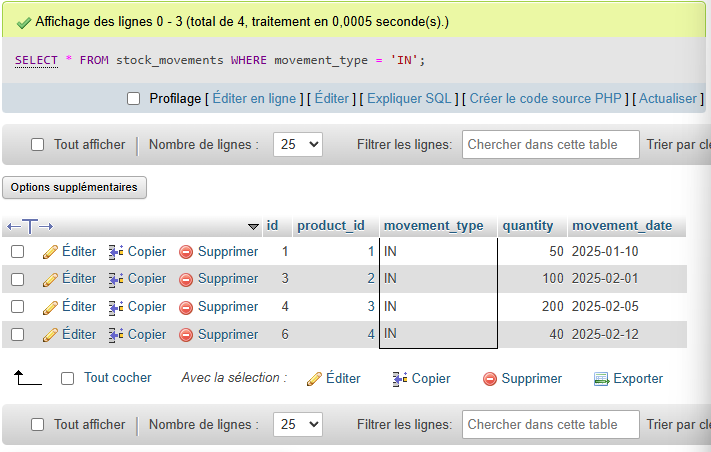 Affichage des lignes 0 - 3 (total de 4, traitement en 0,0005 seconde(s).)
SELECT * FROM stock_movements WHERE movement_type = 'IN';
Profilage [ Éditer en ligne ] [ Éditer ] [ Expliquer SQL ] [ Créer le code source PHP ] [ Actualiser ]
Tout afficher Nombre de lignes : 25 Filtrer les lignes: Chercher dans cette table Trier par
Options supplémentaires
id product_id movement_type quantity movement_date
Éditer Copier Supprimer 1 1 IN 50 2025-01-10
Éditer Copier Supprimer 3 2 IN 100 2025-02-01
Éditer Copier Supprimer 4 3 IN 200 2025-02-05
Éditer Copier Supprimer 6 4 IN 40 2025-02-12
Tout cocher Avec la sélection : Éditer Copier Supprimer Exporter
Tout afficher Nombre de lignes : 25 Filtrer les lignes: Chercher dans cette table Trier par